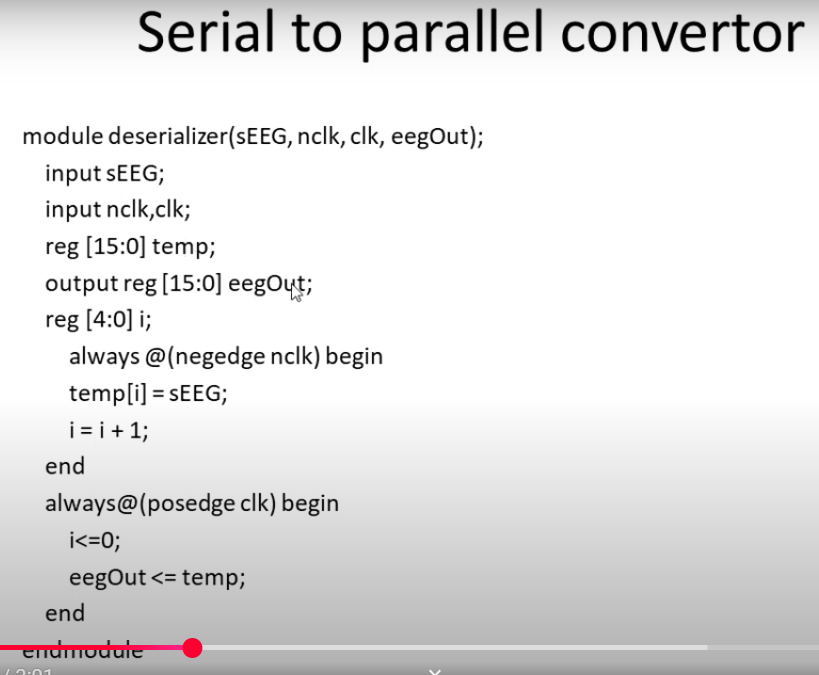 Serial to parallel convertor
module deserializer(sEEG, nclk, clk, eegOut);
input sEEG;
input nclk,clk;
reg [15:0] temp;
output reg [15:0] eegOut;
reg [4:0] i;
always @(negedge nclk) begin
temp[i] = sEEG;
i = i + 1;
end
always@(posedge clk) begin
i<=0;
eegOut <= temp;
end
endmodule